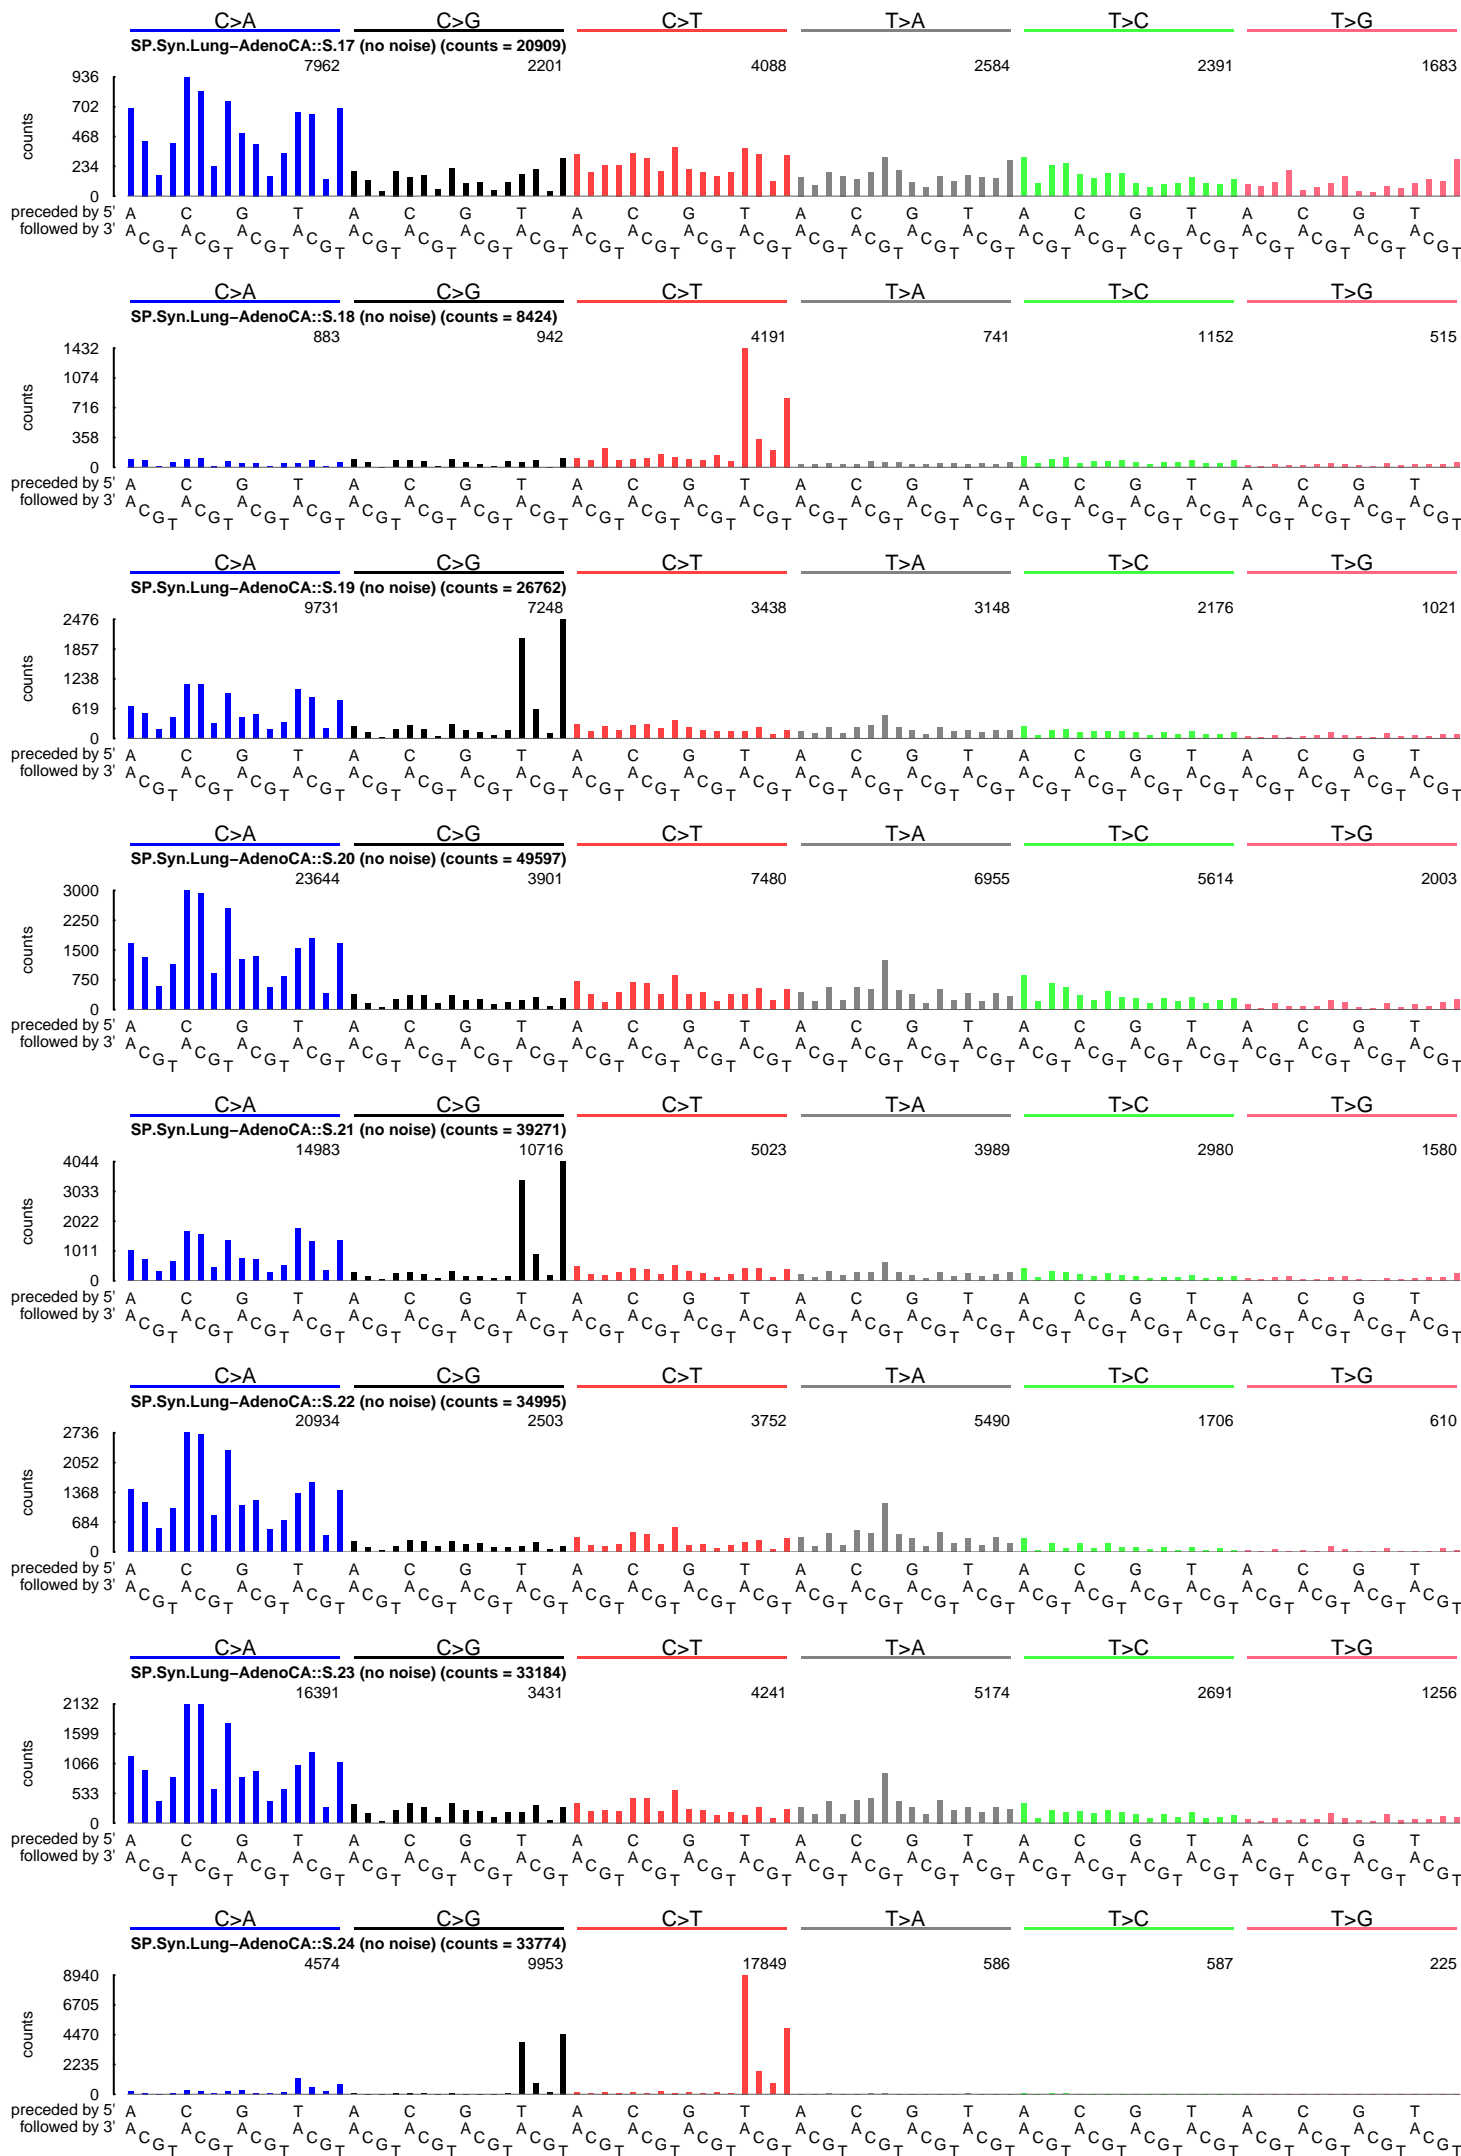 C>A C>G C>T T>A T>C T>G
SP.Syn.Lung−AdenoCA::S.17 (no noise) (counts = 20909)
7962 2201 4088 2584 2391 1683
936
702
468
234
0
counts
preceded by 5' A C G T A C G T A C G T A C G T A C G T A C G T
followed by 3' A C G T A C G T A C G T A C G T A C G T A C G T A C G T A C G T A C G T A C G T A C G T A C G T A C G T A C G T A C G T A C G T A C G T A C G T A C G T A C G T A C G T A C G T A C G T A C G T
C>A C>G C>T T>A T>C T>G
SP.Syn.Lung−AdenoCA::S.18 (no noise) (counts = 8424)
883 942 4191 741 1152 515
1432
1074
716
358
0
counts
preceded by 5' A C G T A C G T A C G T A C G T A C G T A C G T
followed by 3' A C G T A C G T A C G T A C G T A C G T A C G T A C G T A C G T A C G T A C G T A C G T A C G T A C G T A C G T A C G T A C G T A C G T A C G T A C G T A C G T A C G T A C G T A C G T A C G T
C>A C>G C>T T>A T>C T>G
SP.Syn.Lung−AdenoCA::S.19 (no noise) (counts = 26762)
9731 7248 3438 3148 2176 1021
2476
1857
1238
619
0
counts
preceded by 5' A C G T A C G T A C G T A C G T A C G T A C G T
followed by 3' A C G T A C G T A C G T A C G T A C G T A C G T A C G T A C G T A C G T A C G T A C G T A C G T A C G T A C G T A C G T A C G T A C G T A C G T A C G T A C G T A C G T A C G T A C G T A C G T
C>A C>G C>T T>A T>C T>G
SP.Syn.Lung−AdenoCA::S.20 (no noise) (counts = 49597)
23644 3901 7480 6955 5614 2003
3000
2250
1500
750
0
counts
preceded by 5' A C G T A C G T A C G T A C G T A C G T A C G T
followed by 3' A C G T A C G T A C G T A C G T A C G T A C G T A C G T A C G T A C G T A C G T A C G T A C G T A C G T A C G T A C G T A C G T A C G T A C G T A C G T A C G T A C G T A C G T A C G T A C G T
C>A C>G C>T T>A T>C T>G
SP.Syn.Lung−AdenoCA::S.21 (no noise) (counts = 39271)
14983 10716 5023 3989 2980 1580
4044
3033
2022
1011
0
counts
preceded by 5' A C G T A C G T A C G T A C G T A C G T A C G T
followed by 3' A C G T A C G T A C G T A C G T A C G T A C G T A C G T A C G T A C G T A C G T A C G T A C G T A C G T A C G T A C G T A C G T A C G T A C G T A C G T A C G T A C G T A C G T A C G T A C G T
C>A C>G C>T T>A T>C T>G
SP.Syn.Lung−AdenoCA::S.22 (no noise) (counts = 34995)
20934 2503 3752 5490 1706 610
2736
2052
1368
684
0
counts
preceded by 5' A C G T A C G T A C G T A C G T A C G T A C G T
followed by 3' A C G T A C G T A C G T A C G T A C G T A C G T A C G T A C G T A C G T A C G T A C G T A C G T A C G T A C G T A C G T A C G T A C G T A C G T A C G T A C G T A C G T A C G T A C G T A C G T
C>A C>G C>T T>A T>C T>G
SP.Syn.Lung−AdenoCA::S.23 (no noise) (counts = 33184)
16391 3431 4241 5174 2691 1256
2132
1599
1066
533
0
counts
preceded by 5' A C G T A C G T A C G T A C G T A C G T A C G T
followed by 3' A C G T A C G T A C G T A C G T A C G T A C G T A C G T A C G T A C G T A C G T A C G T A C G T A C G T A C G T A C G T A C G T A C G T A C G T A C G T A C G T A C G T A C G T A C G T A C G T
C>A C>G C>T T>A T>C T>G
SP.Syn.Lung−AdenoCA::S.24 (no noise) (counts = 33774)
4574 9953 17849 586 587 225
8940
6705
4470
2235
0
counts
preceded by 5' A C G T A C G T A C G T A C G T A C G T A C G T
followed by 3' A C G T A C G T A C G T A C G T A C G T A C G T A C G T A C G T A C G T A C G T A C G T A C G T A C G T A C G T A C G T A C G T A C G T A C G T A C G T A C G T A C G T A C G T A C G T A C G T